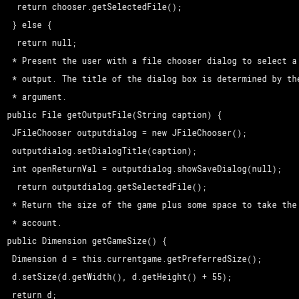 return chooser.getSelectedFile();
} else {
return null;
* Present the user with a file chooser dialog to select a
* output. The title of the dialog box is determined by the
* argument.
public File getOutputFile(String caption) {
JFileChooser outputdialog = new JFileChooser();
outputdialog.setDialogTitle(caption);
int openReturnVal = outputdialog.showSaveDialog(null);
return outputdialog.getSelectedFile();
* Return the size of the game plus some space to take the
* account.
public Dimension getGameSize() {
Dimension d = this.currentgame.getPreferredSize();
d.setSize(d.getWidth(), d.getHeight() + 55);
return d;